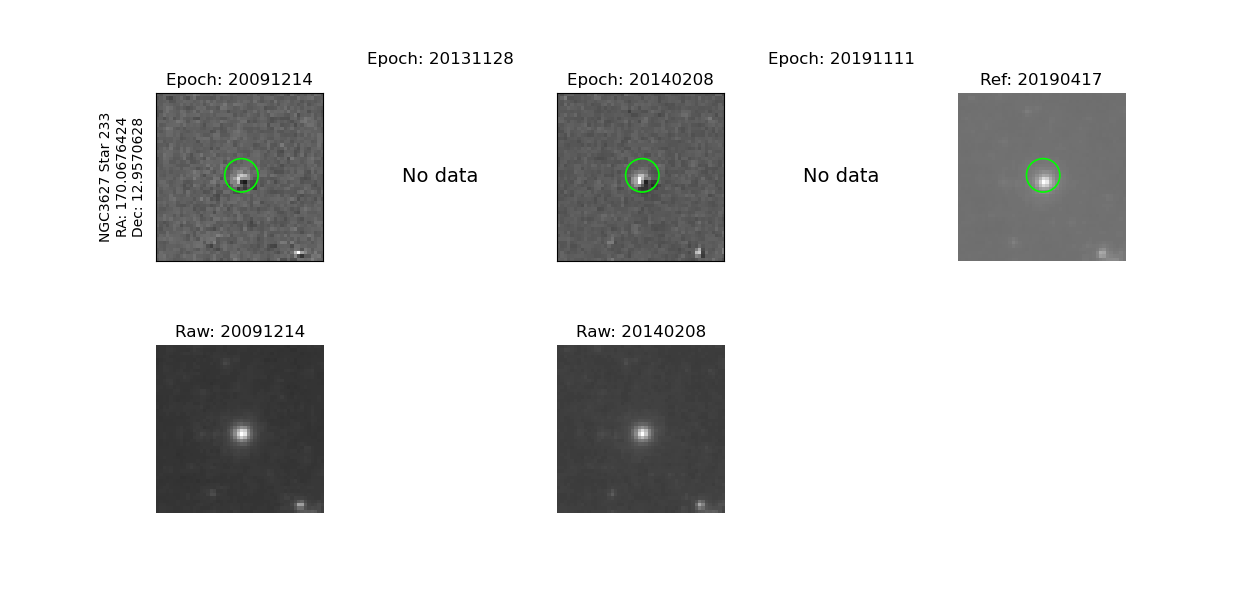 Epoch: 20131128
Epoch: 20191111
Epoch: 20091214
Epoch: 20140208
Ref: 20190417
NGC3627 Star 233
RA: 170.0676424
Dec: 12.9570628
No data
No data
Raw: 20091214
Raw: 20140208